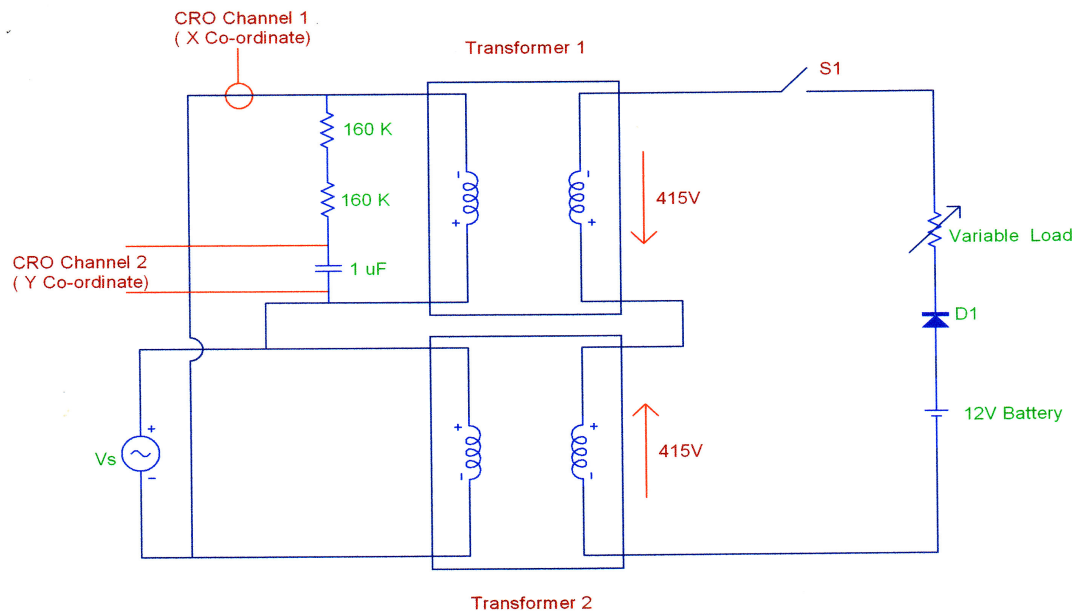 CRO Channel 1
( X Co-ordinate)
Transformer 1
S1
160 K
-
-
160 K
415V
+
+
Variable Load
CRO Channel 2
( Y Co-ordinate)
1 uF
D1
12V Battery
+
+
+
Vs
415V
-
-
-
Transformer 2